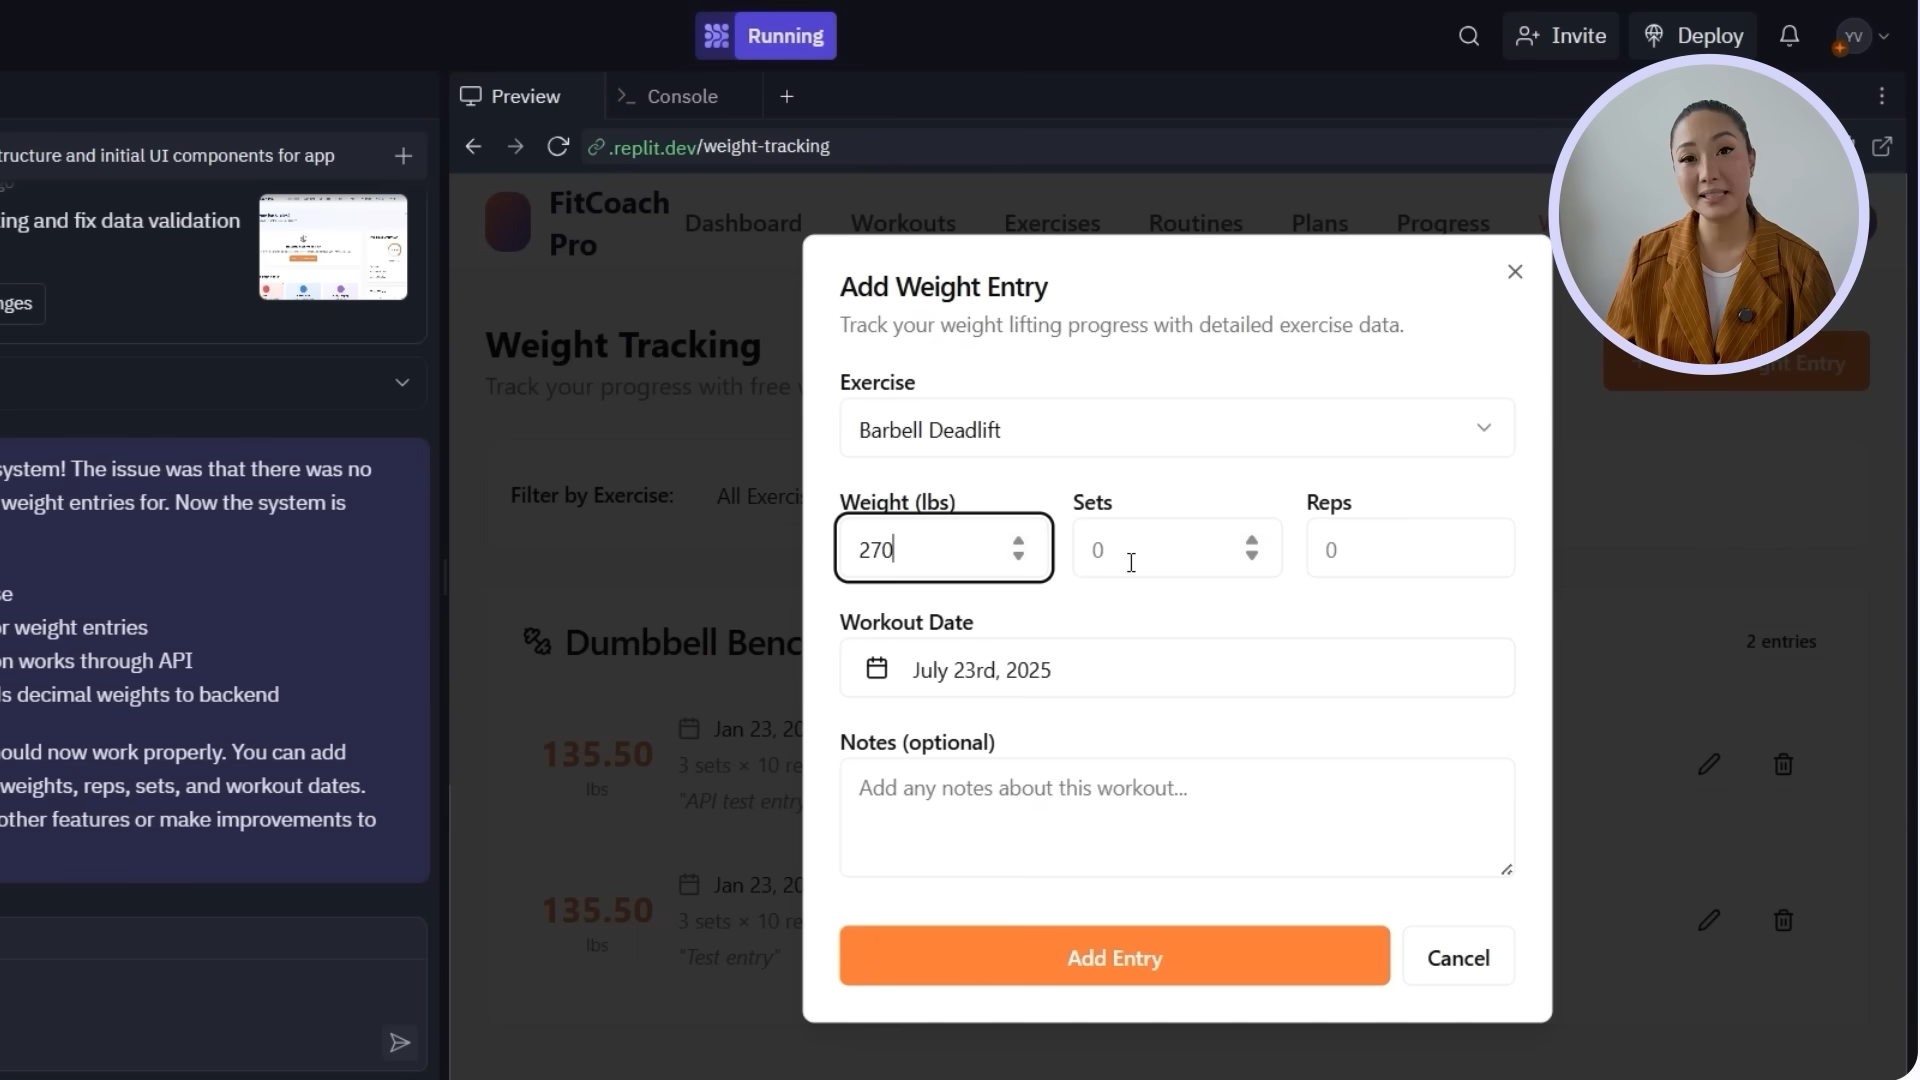 Running
Invite
Deploy
YV
Preview
Console
.replit.dev/weight-tracking
tructure and initial UI components for app
ing and fix data validation
nges
system! The issue was that there was no
weight entries for. Now the system is
se
or weight entries
on works through API
ls decimal weights to backend
ould now work properly. You can add
weights, reps, sets, and workout dates.
other features or make improvements to
FitCoach
Pro
Dashboard
Workouts
Exercises
Routines
Plans
Progress
Weight Tracking
Track your progress with free
ght Entry
Filter by Exercise:
All Exerci
Dumbbell Benc
2 entries
135.50
lbs
Jan 23, 20
3 sets × 10 re
"API test entry
135.50
lbs
Jan 23, 20
3 sets × 10 re
"Test entry"
Add Weight Entry
Track your weight lifting progress with detailed exercise data.
Exercise
Barbell Deadlift
Weight (lbs)
Sets
Reps
270
0
0
Workout Date
July 23rd, 2025
Notes (optional)
Add any notes about this workout...
Add Entry
Cancel